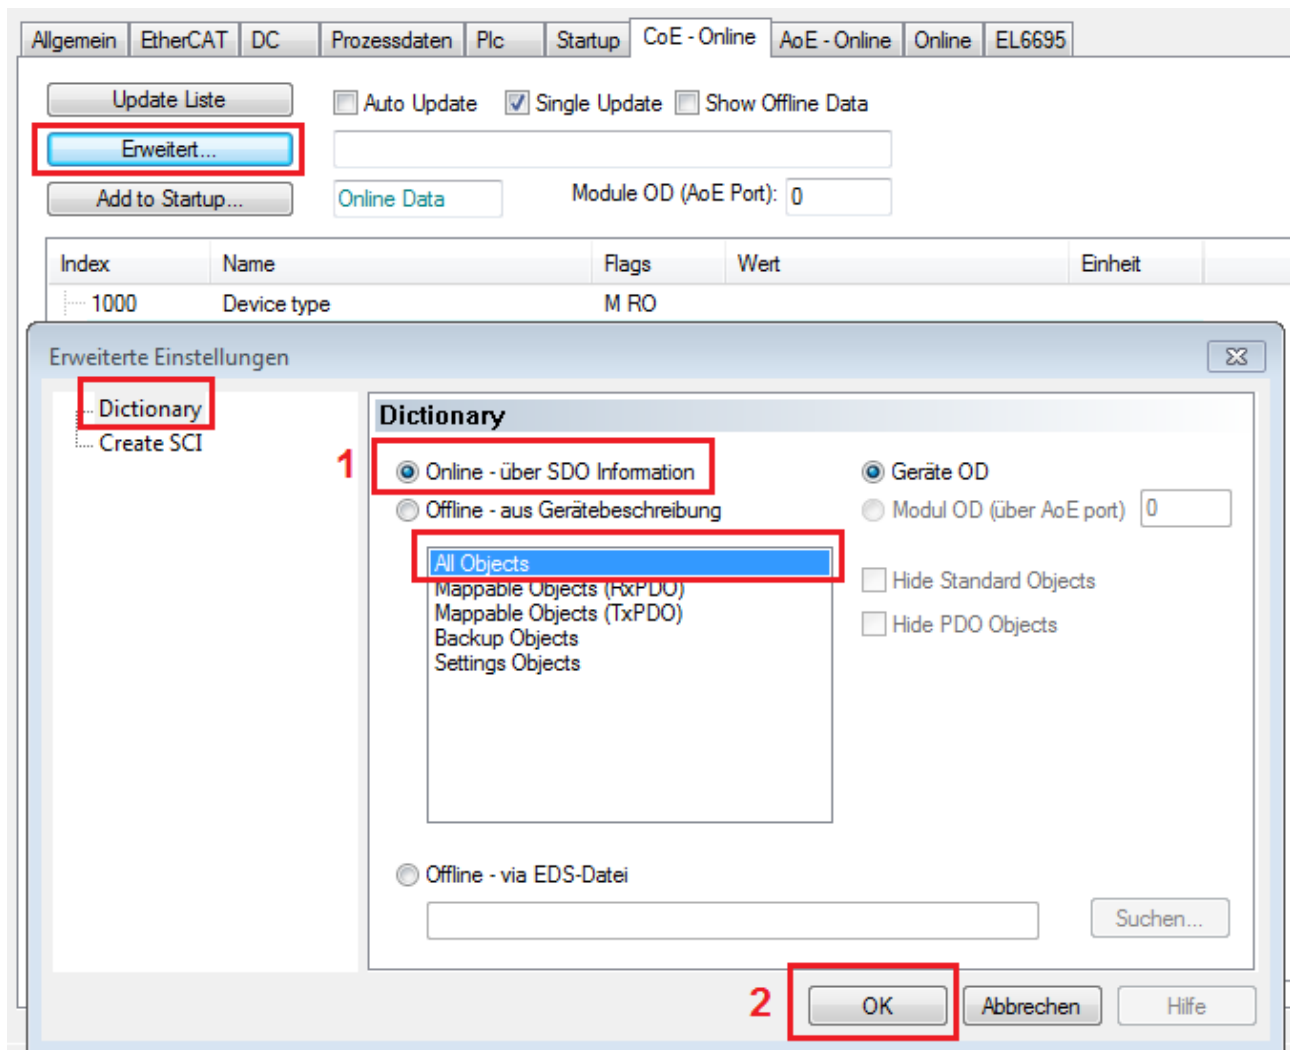 Allgemein EtherCAT DC Prozessdaten Plc Startup CoE - Online AoE - Online Online EL6695
Update Liste Auto Update Single Update Show Offline Data
Erweitert...
Add to Startup... Online Data Module OD (AoE Port): 0
Index Name Flags Wert Einheit
1000 Device type M RO
Erweiterte Einstellungen
Dictionary
Create SCI
Dictionary
1 Online - über SDO Information Geräte OD
Offline - aus Gerätebeschreibung Modul OD (über AoE port) 0
All Objects
Mappable Objects (RxPDO)
Mappable Objects (TxPDO)
Backup Objects
Settings Objects
Hide Standard Objects
Hide PDO Objects
Offline - via EDS-Datei
Suchen...
2 OK Abbrechen Hilfe